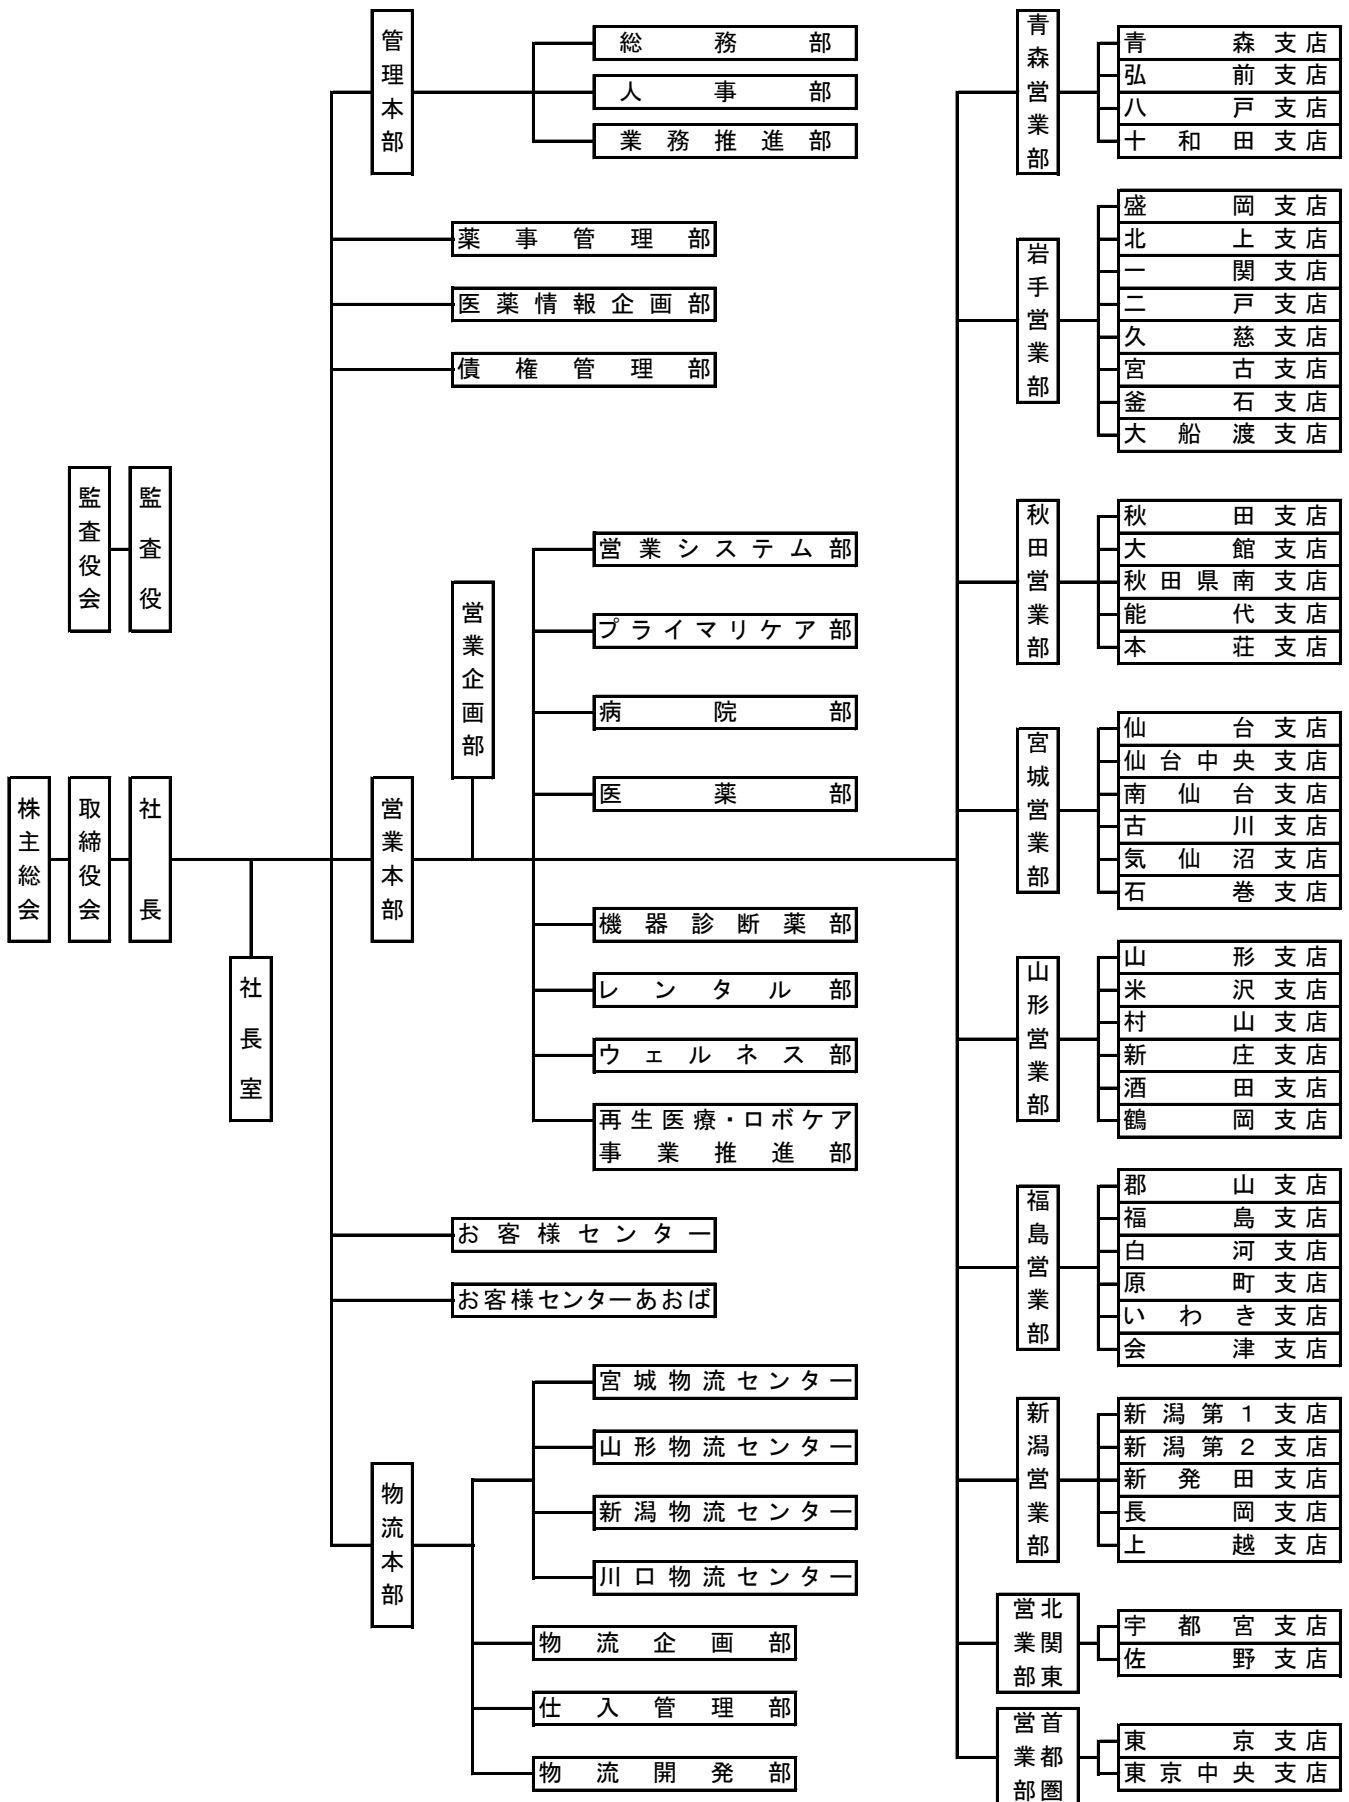 株主総会
取締役会
社長
監査役会
監査役
社長室
管理本部
総務部
人事部
業務推進部
薬事管理部
医薬情報企画部
債権管理部
営業本部
営業企画部
営業システム部
プライマリケア部
病院部
医薬部
機器診断薬部
レンタル部
ウェルネス部
再生医療・ロボケア
事業推進部
お客様センター
お客様センターあおば
物流本部
宮城物流センター
山形物流センター
新潟物流センター
川口物流センター
物流企画部
仕入管理部
物流開発部
青森営業部
青森支店
弘前支店
八戸支店
十和田支店
岩手営業部
盛岡支店
北上支店
一関支店
二戸支店
久慈支店
宮古支店
釜石支店
大船渡支店
秋田営業部
秋田支店
大館支店
秋田県南支店
能代支店
本荘支店
宮城営業部
仙台支店
仙台中央支店
南仙台支店
古川支店
気仙沼支店
石巻支店
山形営業部
山形支店
米沢支店
村山支店
新庄支店
酒田支店
鶴岡支店
福島営業部
郡山支店
福島支店
白河支店
原町支店
いわき支店
会津支店
新潟営業部
新潟第１支店
新潟第２支店
新発田支店
長岡支店
上越支店
北関東
営業部
宇都宮支店
佐野支店
首都圏
営業部
東京支店
東京中央支店